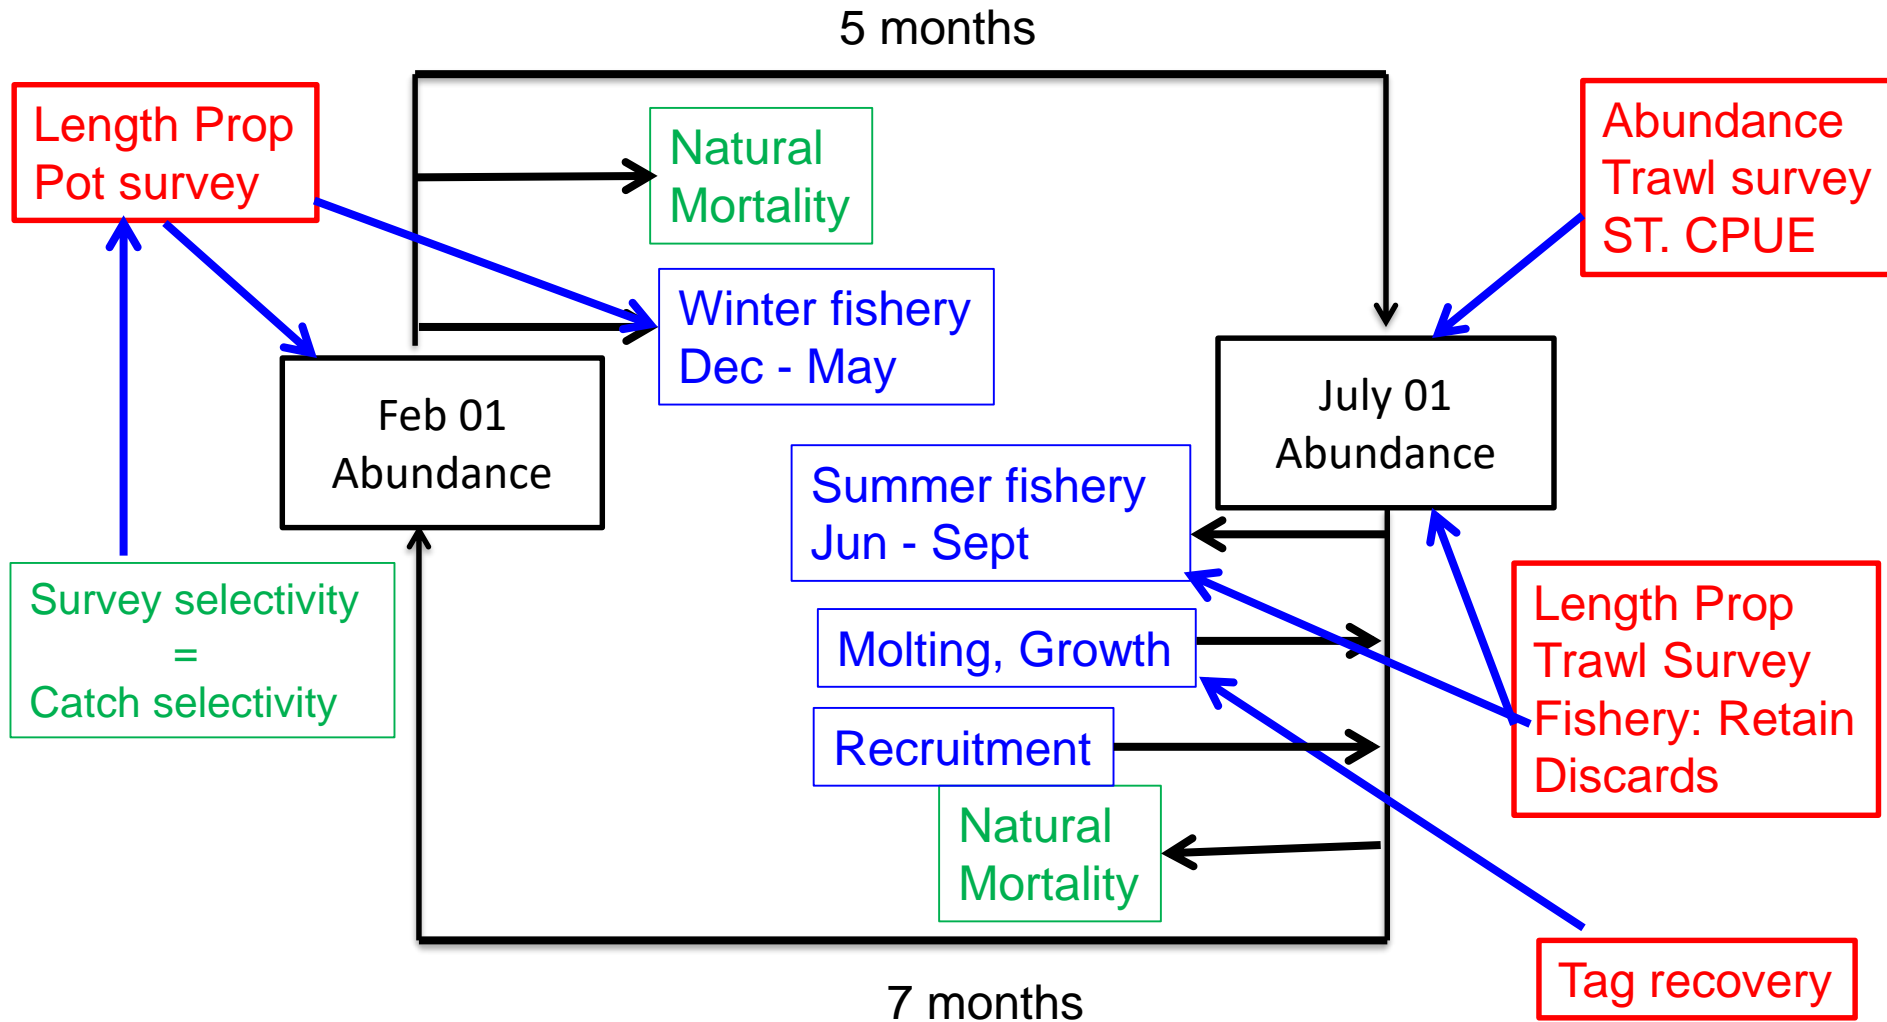 5 months
Length Prop
Pot survey
Natural
Mortality
Abundance
Trawl survey
ST. CPUE
Winter fishery
Dec - May
Feb 01
Abundance
July 01
Abundance
Summer fishery
Jun - Sept
Survey selectivity
=
Catch selectivity
Molting, Growth
Length Prop
Trawl Survey
Fishery: Retain
Discards
Recruitment
Natural
Mortality
Tag recovery
7 months